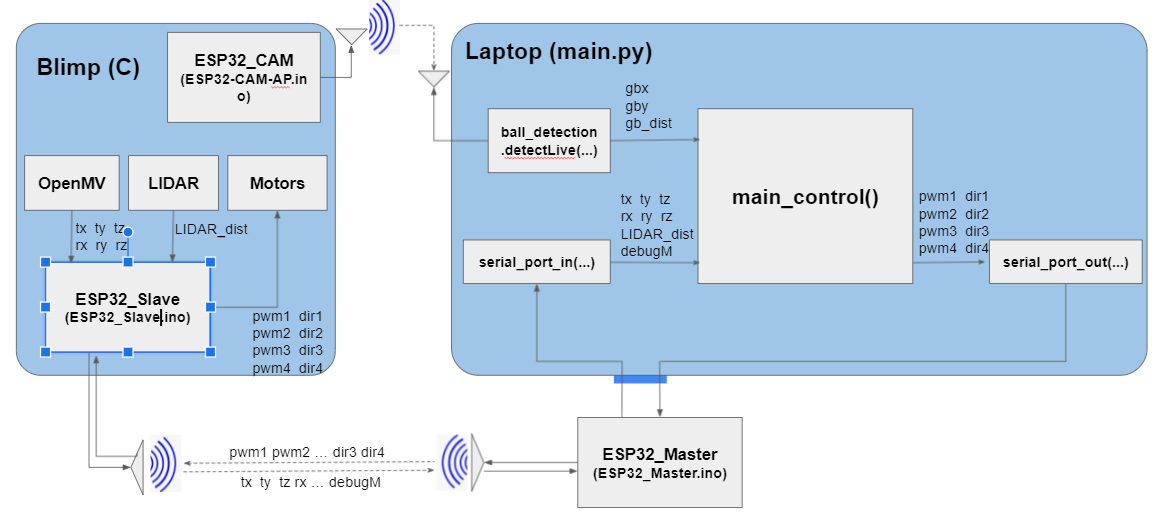 Blimp (C)
ESP32_CAM
(ESP32-CAM-AP.in
o)
OpenMV
LIDAR
Motors
tx ty tz
rx ry rz
LIDAR_dist
ESP32_Slave
(ESP32_Slave.ino)
pwm1 dir1
pwm2 dir2
pwm3 dir3
pwm4 dir4
Laptop (main.py)
ball_detection
.detectLive(...)
gbx
gby
gb_dist
main_control()
tx ty tz
rx ry rz
LIDAR_dist
debugM
serial_port_in(...)
pwm1 dir1
pwm2 dir2
pwm3 dir3
pwm4 dir4
serial_port_out(...)
pwm1 pwm2 … dir3 dir4
tx ty tz rx … debugM
ESP32_Master
(ESP32_Master.ino)